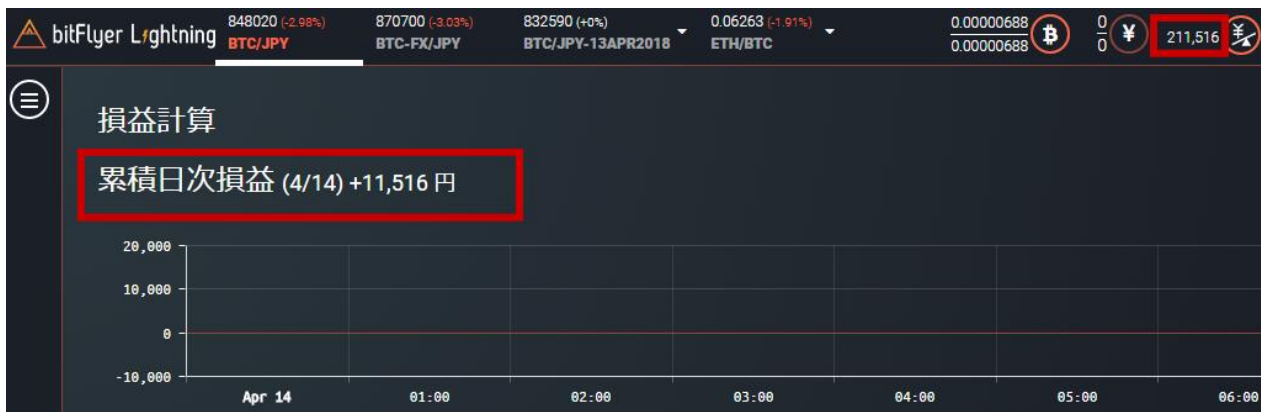 bitFlyer Lightning
848020 (-2.98%)
BTC/JPY
870700 (-3.03%)
BTC-FX/JPY
832590 (+0%)
BTC/JPY-13APR2018
0.06263 (-1.91%)
ETH/BTC
0.00000688
0.00000688
฿
0
0
¥
211,516
¥
損益計算
累積日次損益 (4/14) +11,516 円
20,000
10,000
0
-10,000
Apr 14 01:00 02:00 03:00 04:00 05:00 06:00